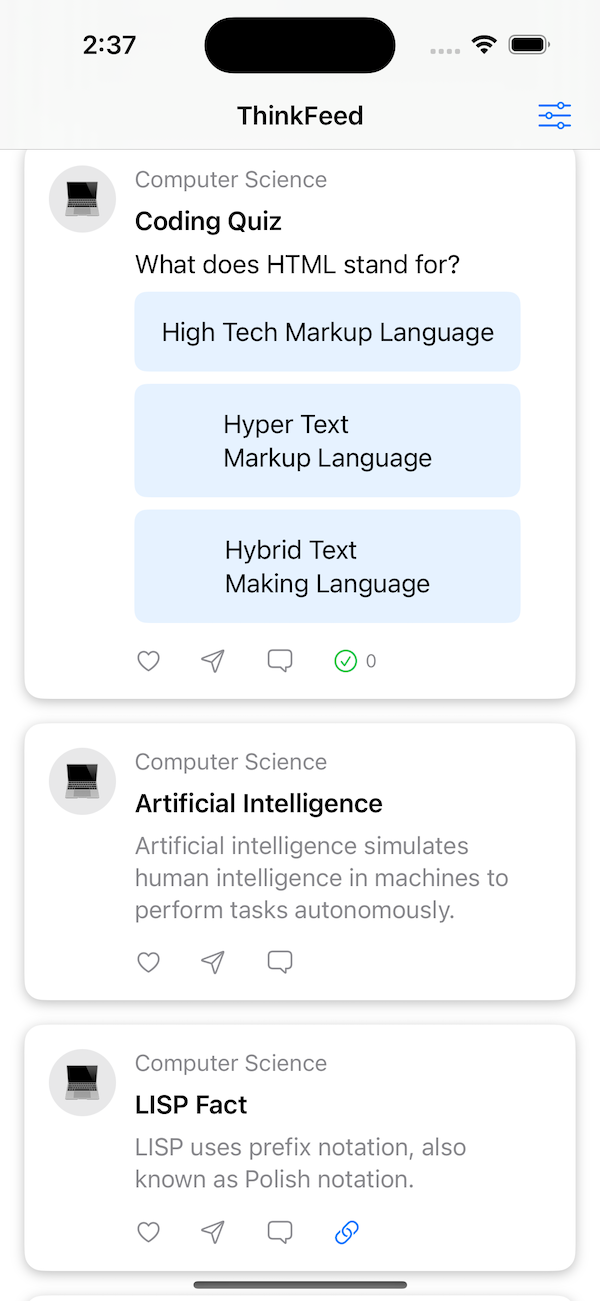 2:37
ThinkFeed
Computer Science
Coding Quiz
What does HTML stand for?
High Tech Markup Language
Hyper Text
Markup Language
Hybrid Text
Making Language
0
Computer Science
Artificial Intelligence
Artificial intelligence simulates
human intelligence in machines to
perform tasks autonomously.
Computer Science
LISP Fact
LISP uses prefix notation, also
known as Polish notation.